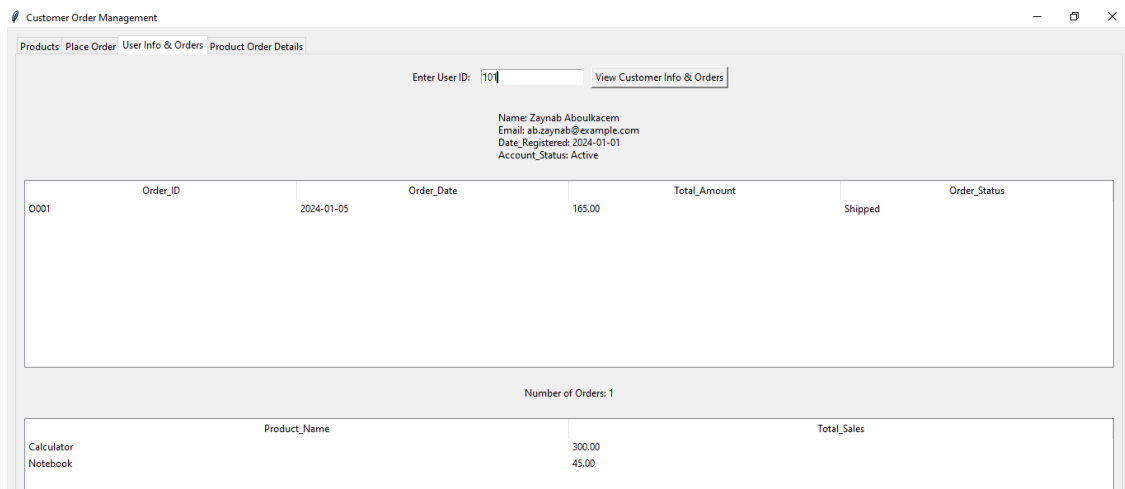 Customer Order Management
Products Place Order User Info & Orders Product Order Details
Enter User ID: 101 View Customer Info & Orders
Name: Zaynab Aboulkacem
Email: ab.zaynab@example.com
Date_Registered: 2024-01-01
Account_Status: Active
Order_ID Order_Date Total_Amount Order_Status
O001 2024-01-05 165.00 Shipped
Number of Orders: 1
Product_Name Total_Sales
Calculator 300.00
Notebook 45.00